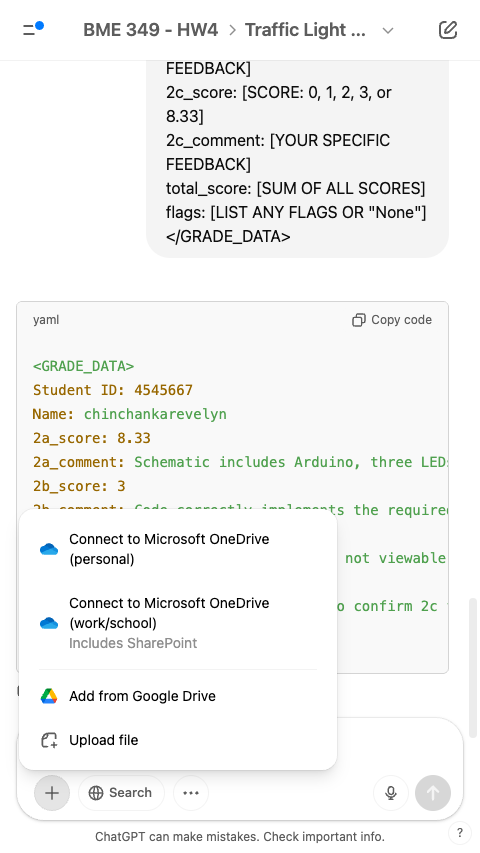 BME 349 - HW4 > Traffic Light ...
FEEDBACK]
2c_score: [SCORE: 0, 1, 2, 3, or
8.33]
2c_comment: [YOUR SPECIFIC
FEEDBACK]
total_score: [SUM OF ALL SCORES]
flags: [LIST ANY FLAGS OR "None"]
</GRADE_DATA>
yaml
Copy code
<GRADE_DATA>
Student ID: 4545667
Name: chinchankarevelyn
2a_score: 8.33
2a_comment: Schematic includes Arduino, three LEDs
2b_score: 3
2b_comment: Code correctly implements the required
not viewable
o confirm 2c
Connect to Microsoft OneDrive
(personal)
Connect to Microsoft OneDrive
(work/school)
Includes SharePoint
Add from Google Drive
Upload file
Search
ChatGPT can make mistakes. Check important info.
?